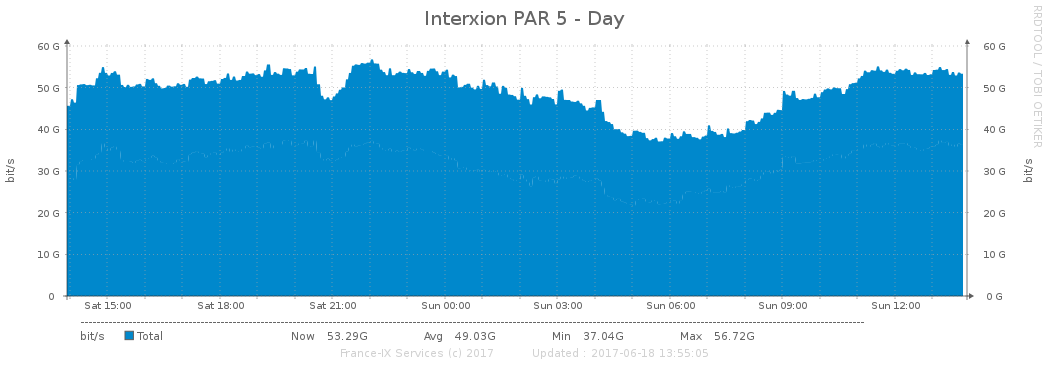 Interxion PAR 5 - Day
RRDTOOL / TOBI OETIKER
60 G 60 G
50 G 50 G
40 G 40 G
30 G 30 G
20 G 20 G
10 G 10 G
0 0 G
bit/s
bit/s
Sat 15:00 Sat 18:00 Sat 21:00 Sun 00:00 Sun 03:00 Sun 06:00 Sun 09:00 Sun 12:00
bit/s Total Now 53.29G Avg 49.03G Min 37.04G Max 56.72G
France-IX Services (c) 2017 Updated : 2017-06-18 13:55:05